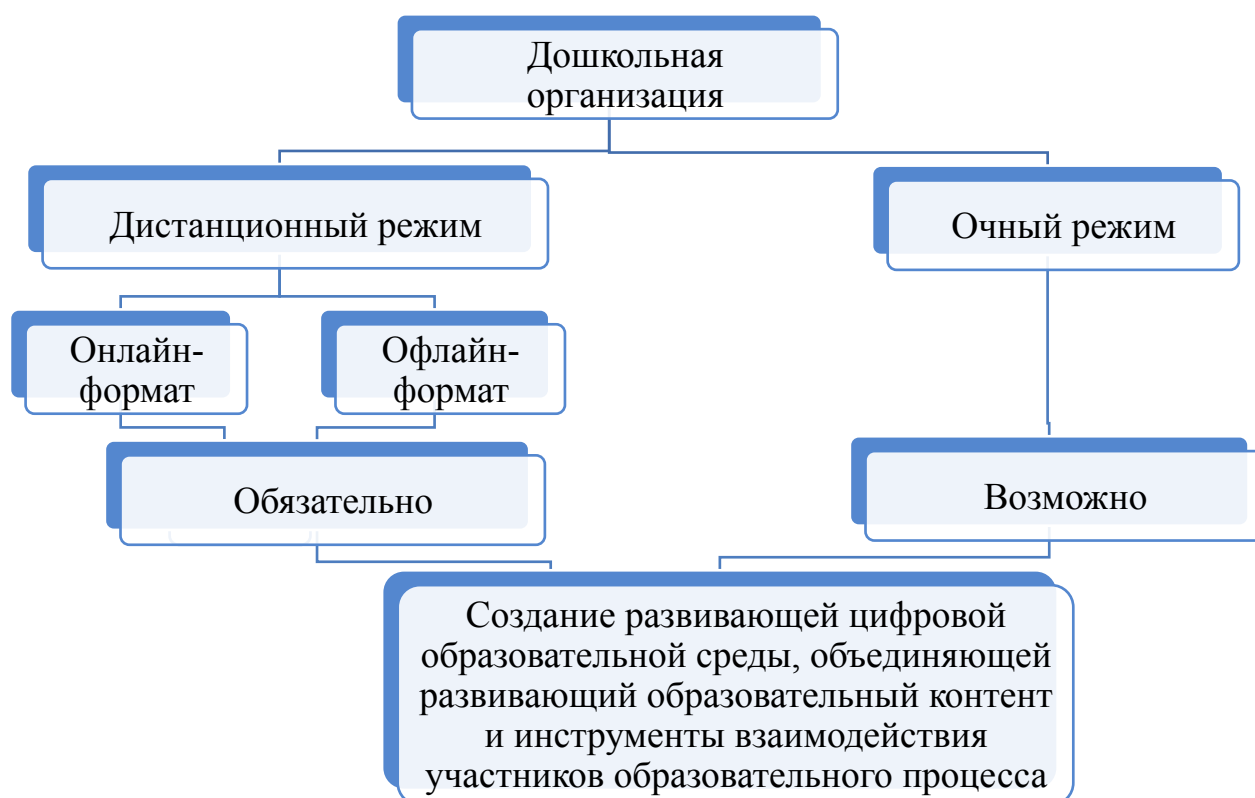 Дошкольная
организация
Дистанционный режим
Очный режим
Онлайн-
формат
Офлайн-
формат
Обязательно
Возможно
Создание развивающей цифровой
образовательной среды, объединяющей
развивающий образовательный контент
и инструменты взаимодействия
участников образовательного процесса